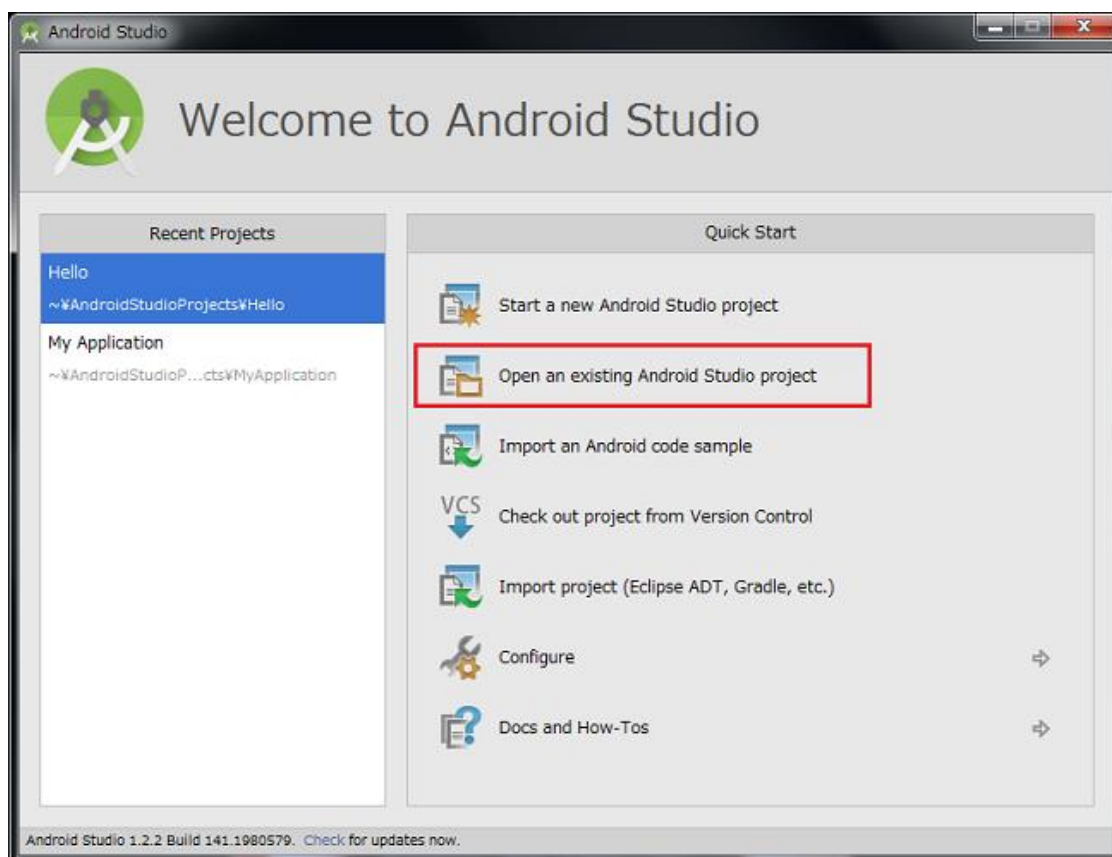 Android Studio
Welcome to Android Studio
Recent Projects
Hello
~¥AndroidStudioProjects¥Hello
My Application
~¥AndroidStudioP...cts¥MyApplication
Quick Start
Start a new Android Studio project
Open an existing Android Studio project
Import an Android code sample
VCS
Check out project from Version Control
Import project (Eclipse ADT, Gradle, etc.)
Configure
Docs and How-Tos
Android Studio 1.2.2 Build 141.1980579. Check for updates now.